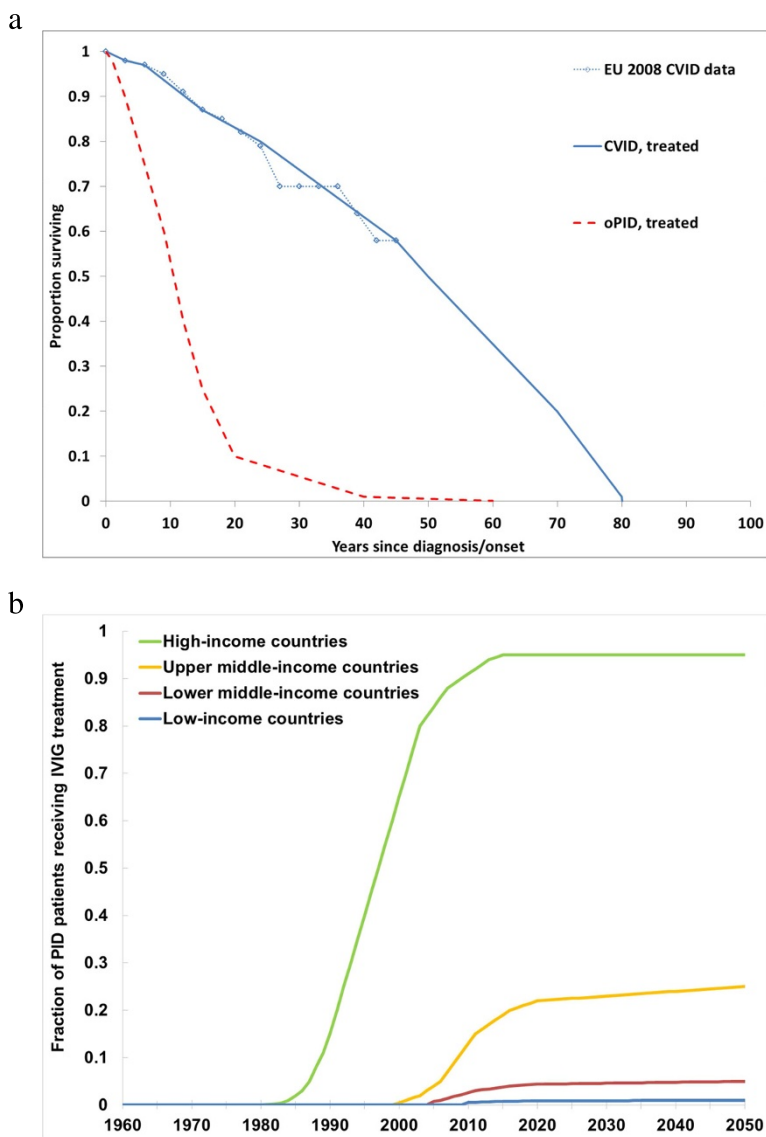 a
1
0.9
0.8
0.7
0.6
0.5
0.4
0.3
0.2
0.1
0
Proportion surviving
EU 2008 CVID data
CVID, treated
oPID, treated
0 10 20 30 40 50 60 70 80 90 100
Years since diagnosis/onset
b
1
0.9
0.8
0.7
0.6
0.5
0.4
0.3
0.2
0.1
0
Fraction of PID patients receiving IVIG treatment
High-income countries
Upper middle-income countries
Lower middle-income countries
Low-income countries
1960 1970 1980 1990 2000 2010 2020 2030 2040 2050